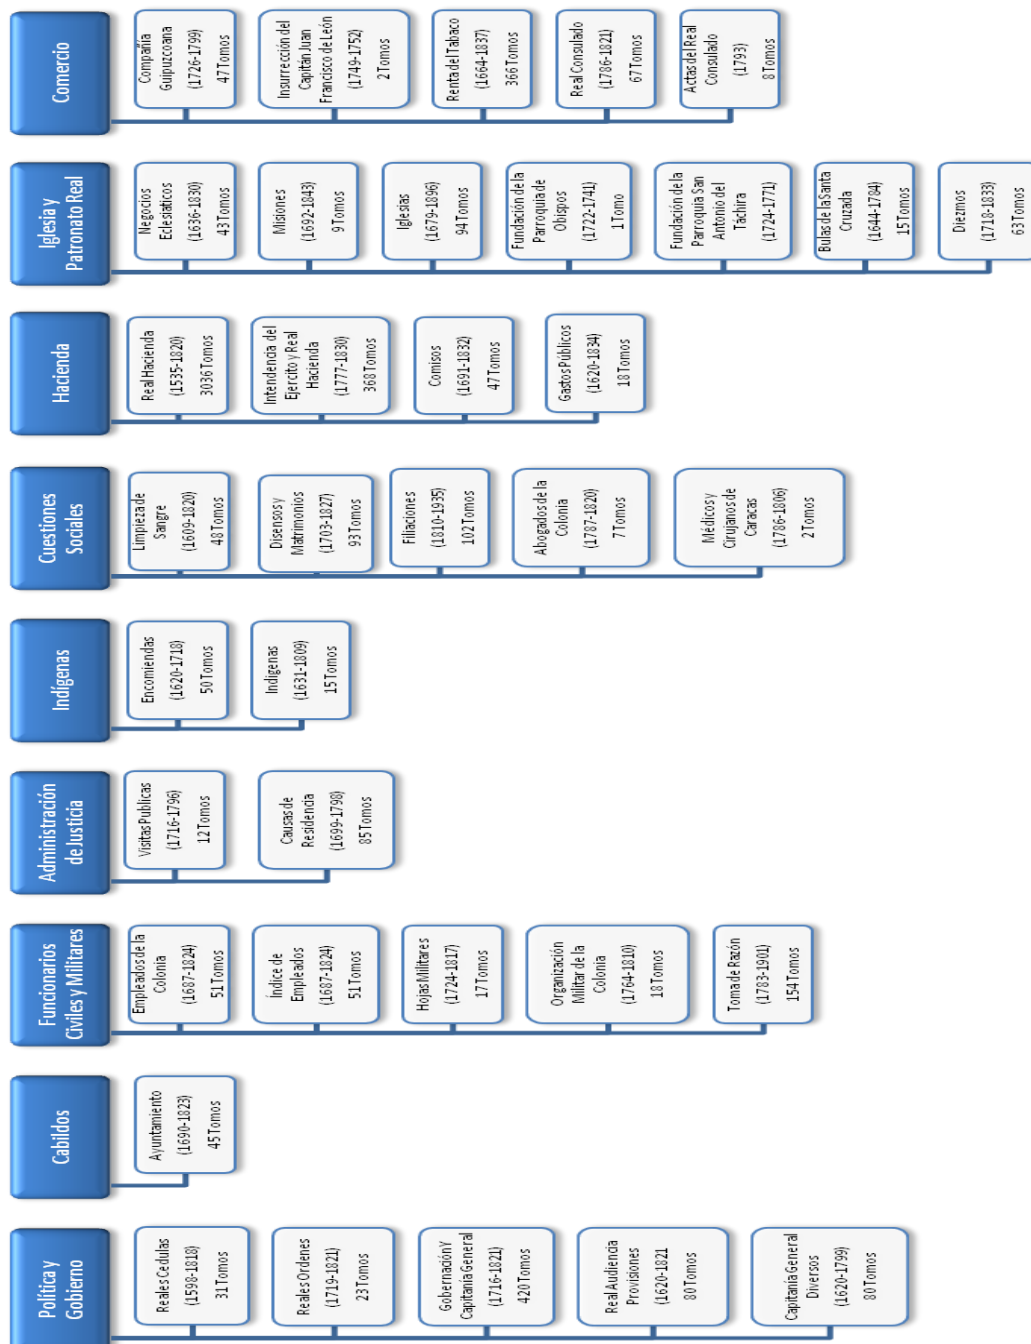 Política y
Gobierno
Reales Cedulas
(1598-1818)
31 Tomos
Reales Ordenes
(1719-1821)
23 Tomos
Gobernación Y
Capitanía General
(1716-1821)
420 Tomos
Real Audiencia
Provisiones
(1620-1821
80 Tomos
Capitanía General
Diversos
(1620-1799)
80 Tomos
Cabildos
Ayuntamiento
(1690-1823)
45 Tomos
Funcionarios
Civiles y Militares
Empleados de la
Colonia
(1687-1824)
51 Tomos
Índice de
Empleados
(1687-1824)
51 Tomos
Hojas Militares
(1724-1817)
17 Tomos
Organización
Militar de la
Colonia
(1764-1810)
18 Tomos
Toma de Razón
(1783-1901)
154 Tomos
Administración
de Justicia
Visitas Publicas
(1716-1796)
12 Tomos
Causas de
Residencia
(1699-1798)
85 Tomos
Indígenas
Encomiendas
(1620-1718)
50 Tomos
Indígenas
(1631-1809)
15 Tomos
Cuestiones
Sociales
Limpieza de
Sangre
(1609-1820)
48 Tomos
Disensos y
Matrimonios
(1703-1827)
93 Tomos
Filiaciones
(1810-1935)
102 Tomos
Abogados de la
Colonia
(1787-1820)
7 Tomos
Médicos y
Cirujanos de
Caracas
(1786-1806)
2 Tomos
Hacienda
Real Hacienda
(1535-1820)
3036 Tomos
Intendencia del
Ejercito y Real
Hacienda
(1777-1830)
368 Tomos
Comisos
(1691-1832)
47 Tomos
Gastos Públicos
(1620-1834)
18 Tomos
Iglesia y
Patronato Real
Negocios
Eclesiáticos
(1636-1830)
43 Tomos
Misiones
(1692-1843)
9 Tomos
Iglesias
(1679-1896)
94 Tomos
Fundación de la
Parroquia de
Obispos
(1722-1741)
1 Tomo
Fundación de la
Parroquia San
Antonio del
Táchira
(1724-1771)
Bulas de la Santa
Cruzada
(1644-1784)
15 Tomos
Diezmos
(1718-1833)
63 Tomos
Comercio
Compañía
Guipuzcoana
(1726-1799)
47 Tomos
Insurrección del
Capitán Juan
Francisco de León
(1749-1752)
2 Tomos
Renta del Tabaco
(1664-1837)
366 Tomos
Real Consulado
(1786-1821)
67 Tomos
Actas del Real
Consulado
(1793)
8 Tomos